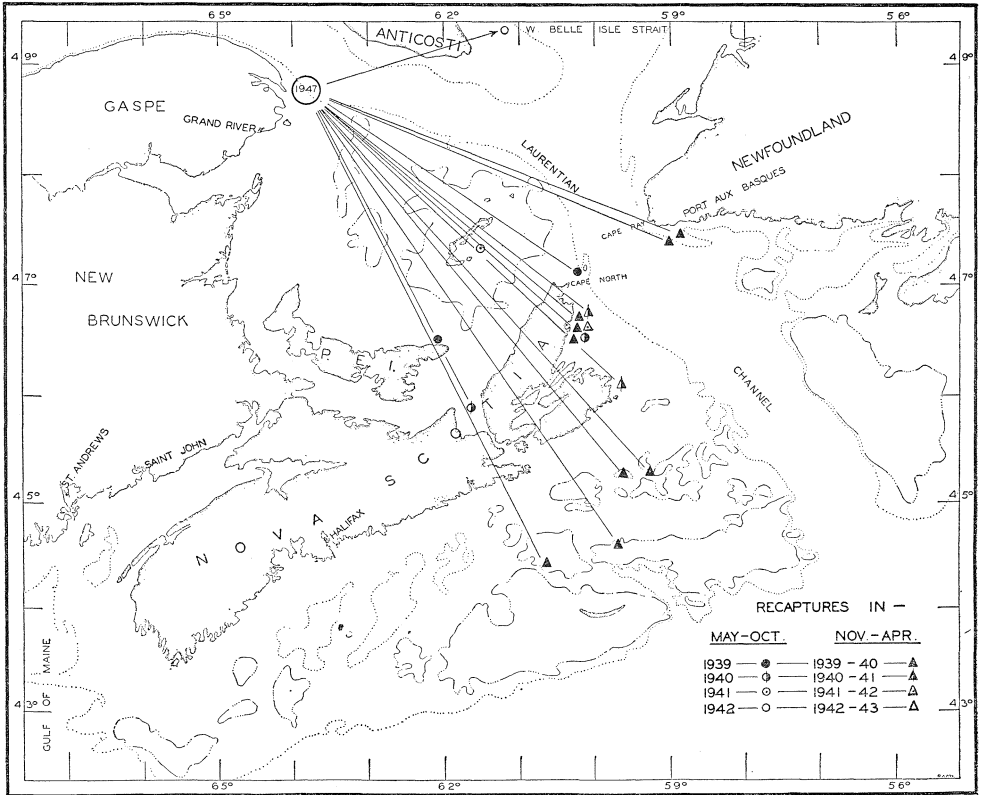 65° 62° 59° 56°
49°
ANTICOSTI
W. BELLE ISLE STRAIT
49°
1947
GASPE
GRAND RIVER
LAURENTIAN
NEWFOUNDLAND
PORT AUX BASQUES
CAPE RAY
47°
NEW
BRUNSWICK
CAPE NORTH
47°
P. E. I.
CHANNEL
ST. ANDREWS
SAINT JOHN
45°
NOVA SCOTIA
HALIFAX
45°
RECAPTURES IN —
MAY-OCT. NOV.-APR.
1939 — 1939-40 —
1940 — 1940-41 —
1941 — 1941-42 —
1942 — 1942-43 —
GULF OF MAINE
43°
43°
65° 62° 59° 56°